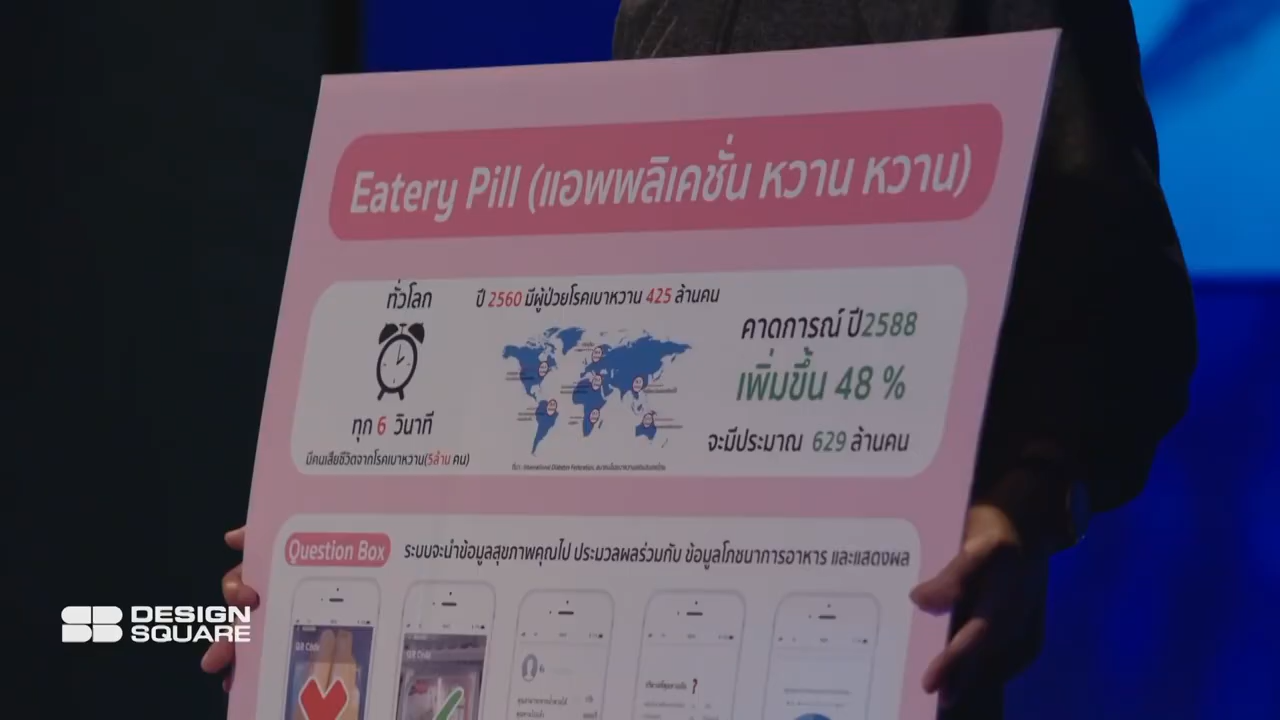 Eatery Pill (แอพพลิเคชั่น หวาน หวาน)
ทั่วโลก
ทุก 6 วินาที
มีคนเสียชีวิตจากโรคเบาหวาน(5ล้าน คน)
ปี 2560 มีผู้ป่วยโรคเบาหวาน 425 ล้านคน
คาดการณ์ ปี2588
เพิ่มขึ้น 48 %
จะมีประมาณ 629 ล้านคน
Question Box
ระบบจะนำข้อมูลสุขภาพคุณไป ประมวลผลร่วมกับ ข้อมูลโภชนาการอาหาร และแสดงผล
QR Code
QR Code
DESIGN
SQUARE